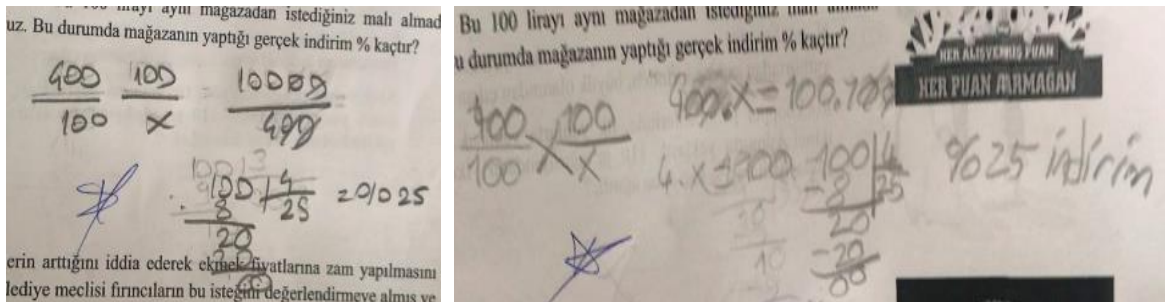 mağazadan istediğiniz malı almad
uz. Bu durumda mağazanın yaptığı gerçek indirim % kaçtır?
400 100 10000
100 x 400
100 4
8 25 = %25
20
erin arttığını iddia ederek ekmek fiyatlarına zam yapılmasını
lediye meclisi fırıncıların bu isteğini değerlendirmeye almış ve
Bu 100 lirayı aynı mağazadan istediğiniz
u durumda mağazanın yaptığı gerçek indirim % kaçtır?
HER PUAN ARMAĞAN
400 100 400.x=100.100
100 x 4.x=100 100 4 %25 indirim
-8 25
20
-20
00